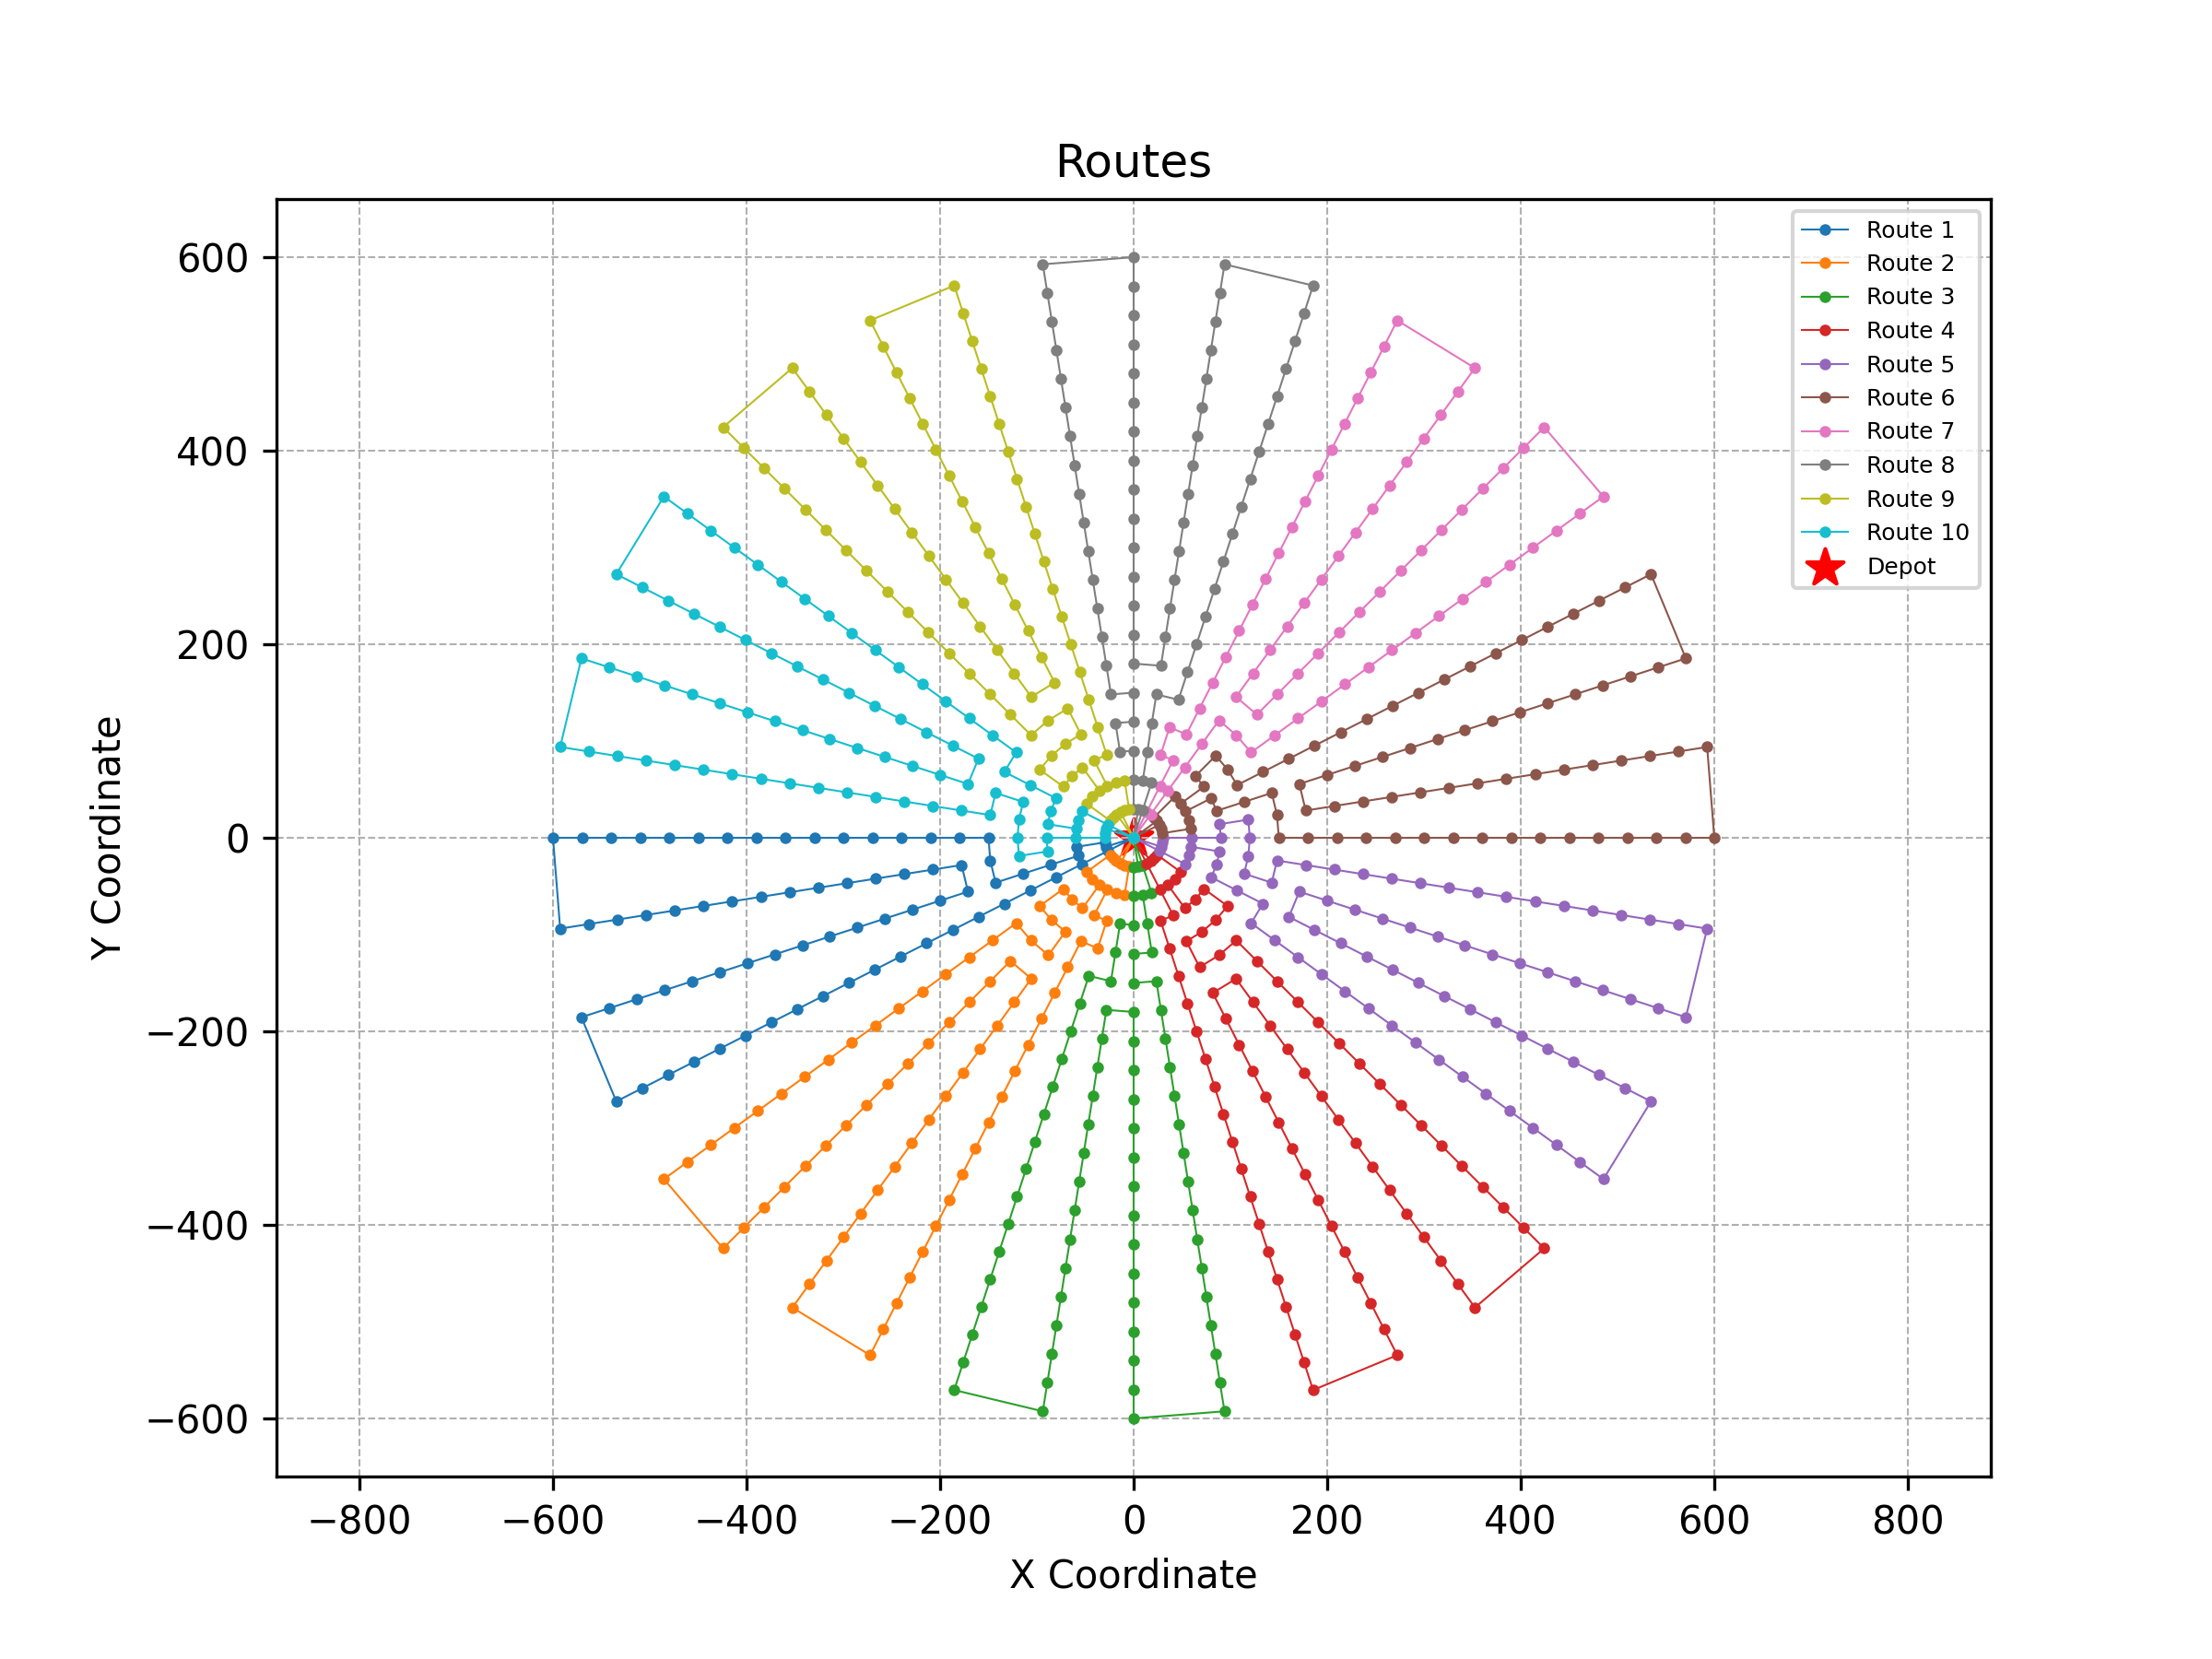 Routes
Route 1
Route 2
Route 3
Route 4
Route 5
Route 6
Route 7
Route 8
Route 9
Route 10
Depot
600
400
200
0
−200
−400
−600
Y Coordinate
−800 −600 −400 −200 0 200 400 600 800
X Coordinate